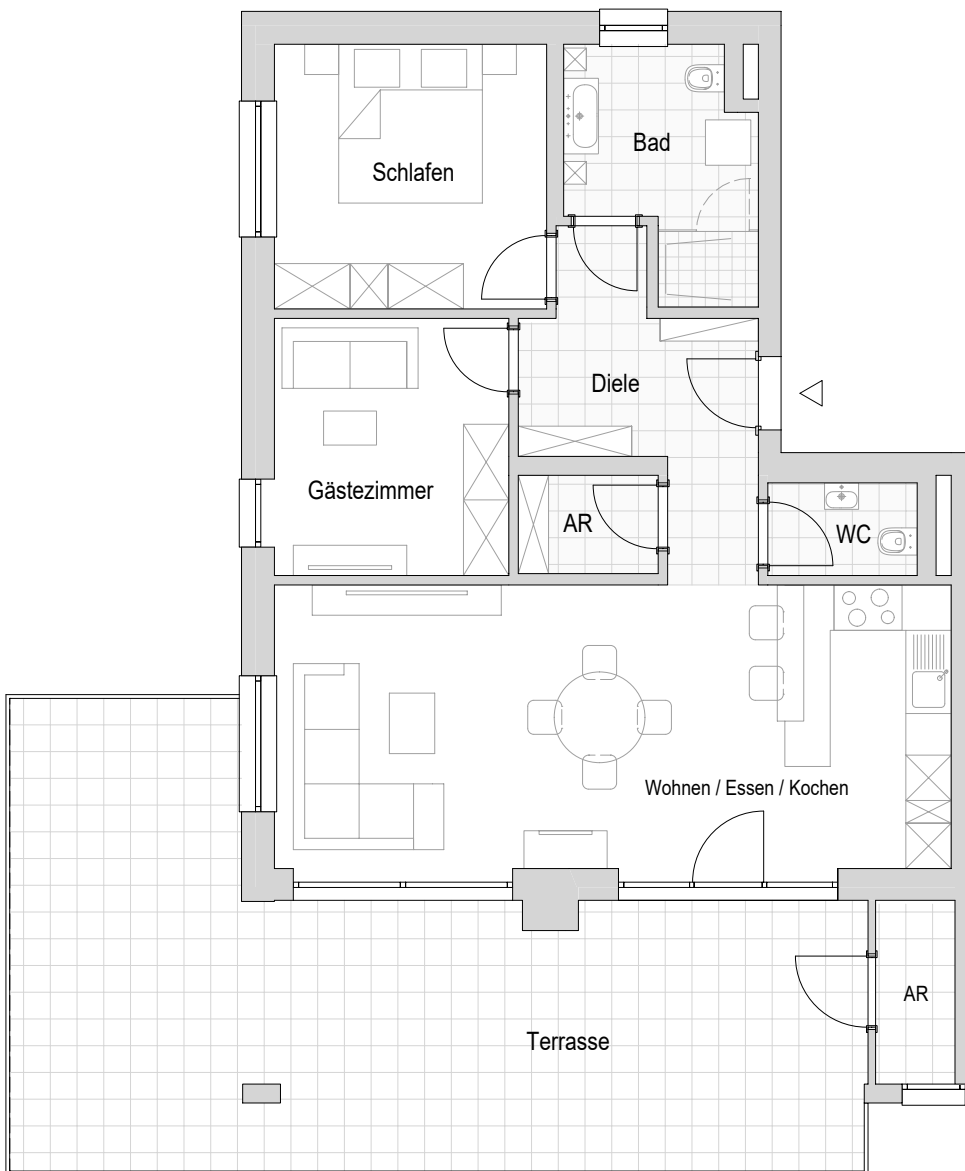 Bad
Schlafen
Diele
Gästezimmer
AR
WC
Wohnen / Essen / Kochen
AR
Terrasse